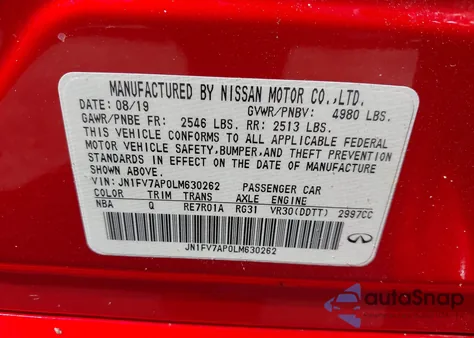 MANUFACTURED BY NISSAN MOTOR CO.,LTD.
DATE: 08/19 GVWR/PNBV: 4980 LBS.
GAWR/PNBE FR: 2546 LBS. RR: 2513 LBS.
THIS VEHICLE CONFORMS TO ALL APPLICABLE FEDERAL
MOTOR VEHICLE SAFETY, BUMPER, AND THEFT PREVENTION
STANDARDS IN EFFECT ON THE DATE OF MANUFACTURE
SHOWN ABOVE.
VIN: JN1FV7AP0LM630262 PASSENGER CAR
COLOR TRIM TRANS AXLE ENGINE
NBA Q RE7R01A RG31 VR30(DDTT) 2997CC
JN1FV7AP0LM630262
autoSnap